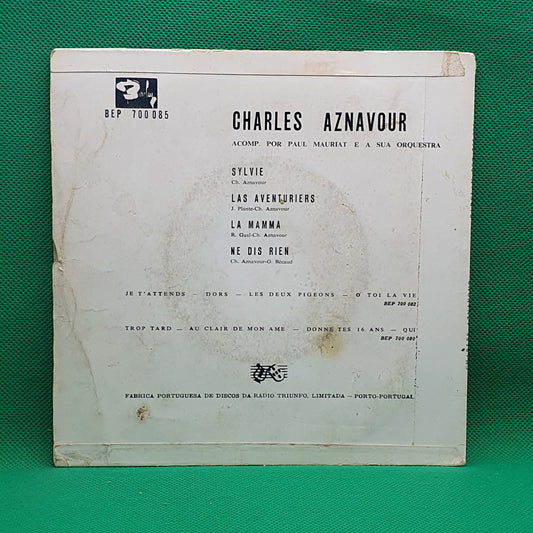 Barclay
BEP 700 085
CHARLES AZNAVOUR
ACOMP. POR PAUL MAURIAT E A SUA ORQUESTRA
SYLVIE
Ch. Aznavour
LAS AVENTURIERS
J. Plante-Ch. Aznavour
LA MAMMA
R. Gual-Ch. Aznavour
NE DIS RIEN
Ch. Aznavour-G. Bécaud
JE T'ATTENDS — DORS — LES DEUX PIGEONS — O TOI LA VIE
BEP 700 082
TROP TARD — AU CLAIR DE MON AME — DONNE TES 16 ANS — QUI
BEP 700 080
FABRICA PORTUGUESA DE DISCOS DA RADIO TRIUNFO, LIMITADA — PORTO-PORTUGAL